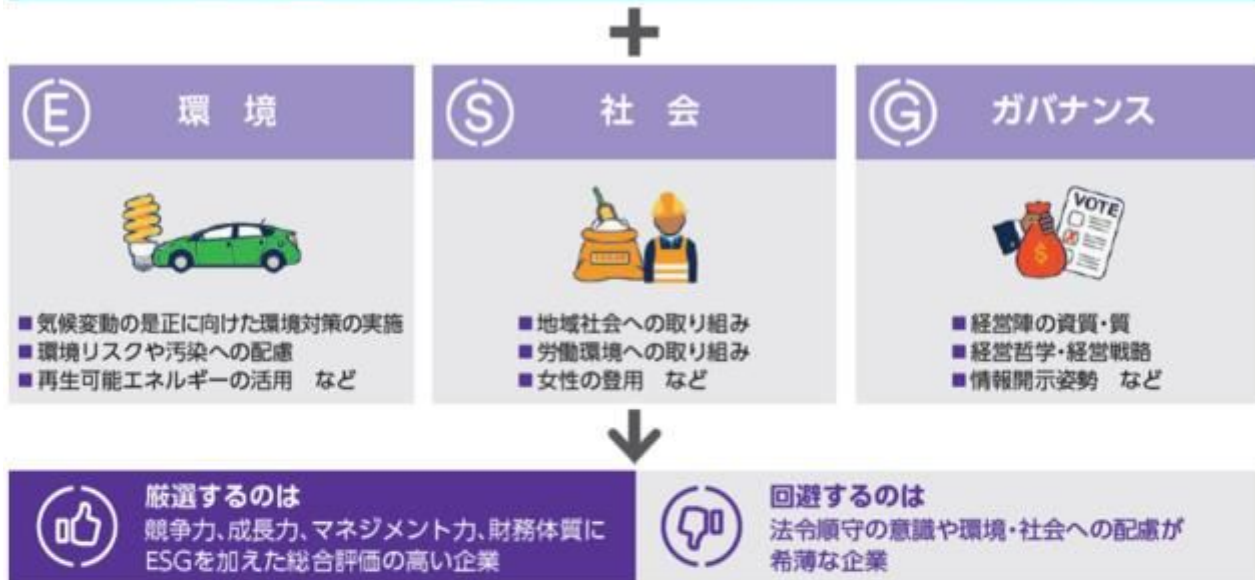 E 環 境
S 社 会
G ガバナンス
VOTE
$
■気候変動の是正に向けた環境対策の実施
■環境リスクや汚染への配慮
■再生可能エネルギーの活用 など
■地域社会への取り組み
■労働環境への取り組み
■女性の登用 など
■経営陣の資質・質
■経営哲学・経営戦略
■情報開示姿勢 など
厳選するのは
競争力、成長力、マネジメント力、財務体質に
ESGを加えた総合評価の高い企業
回避するのは
法令順守の意識や環境・社会への配慮が
希薄な企業